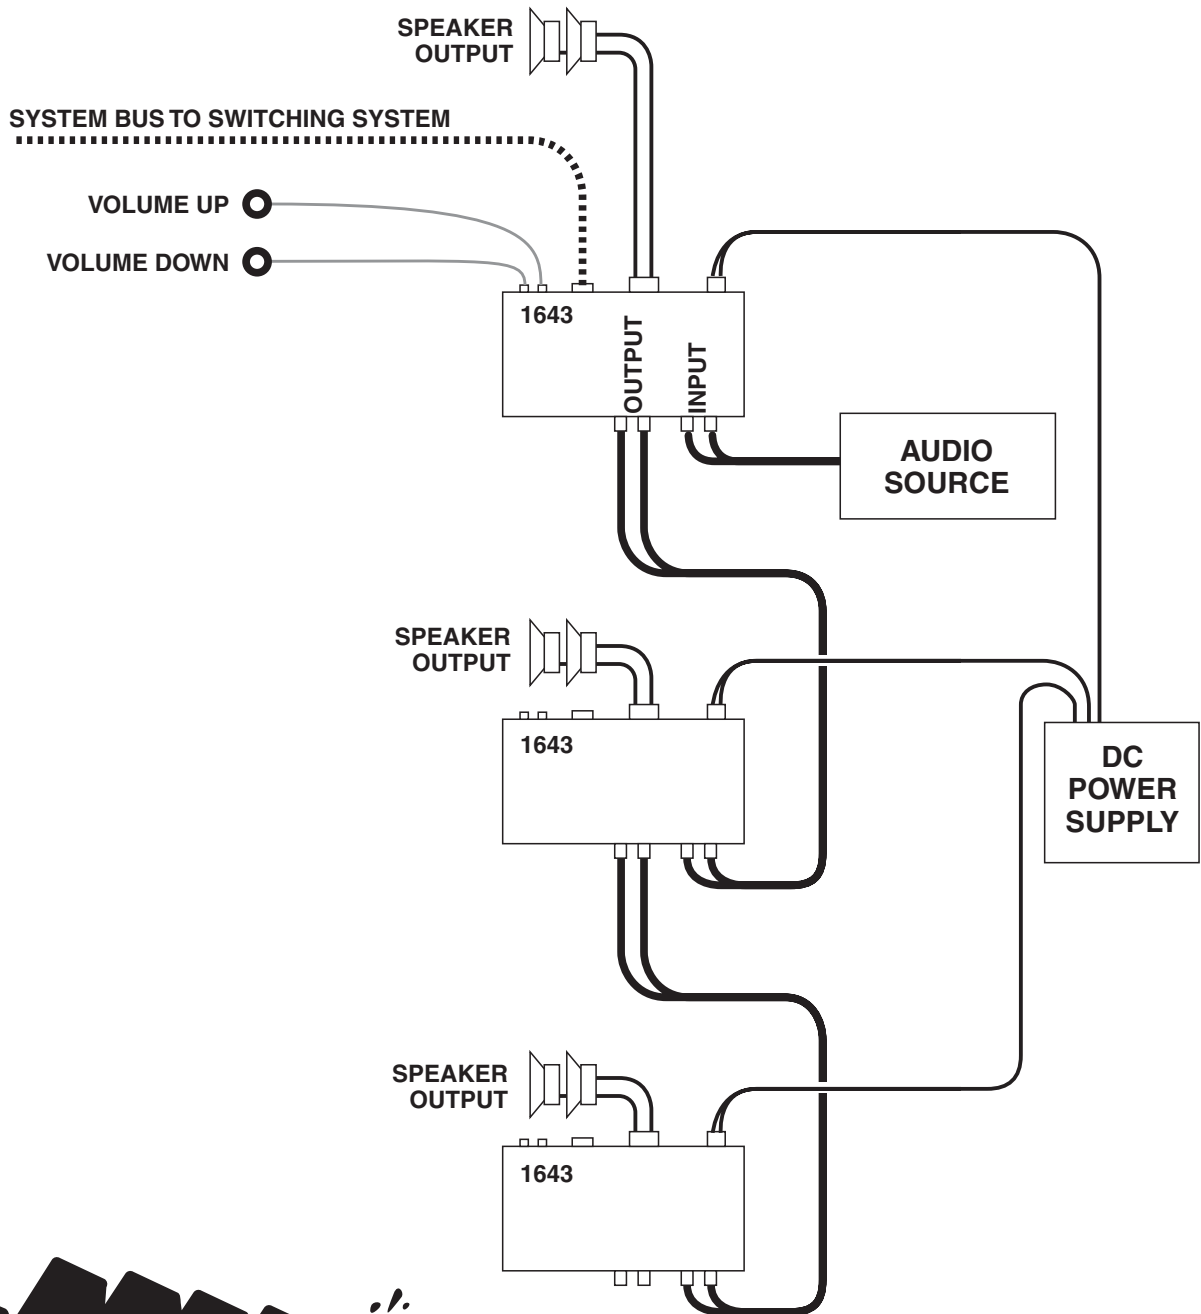 SPEAKER
OUTPUT
SYSTEM BUS TO SWITCHING SYSTEM
VOLUME UP
VOLUME DOWN
1643
OUTPUT
INPUT
AUDIO
SOURCE
SPEAKER
OUTPUT
1643
DC
POWER
SUPPLY
SPEAKER
OUTPUT
1643